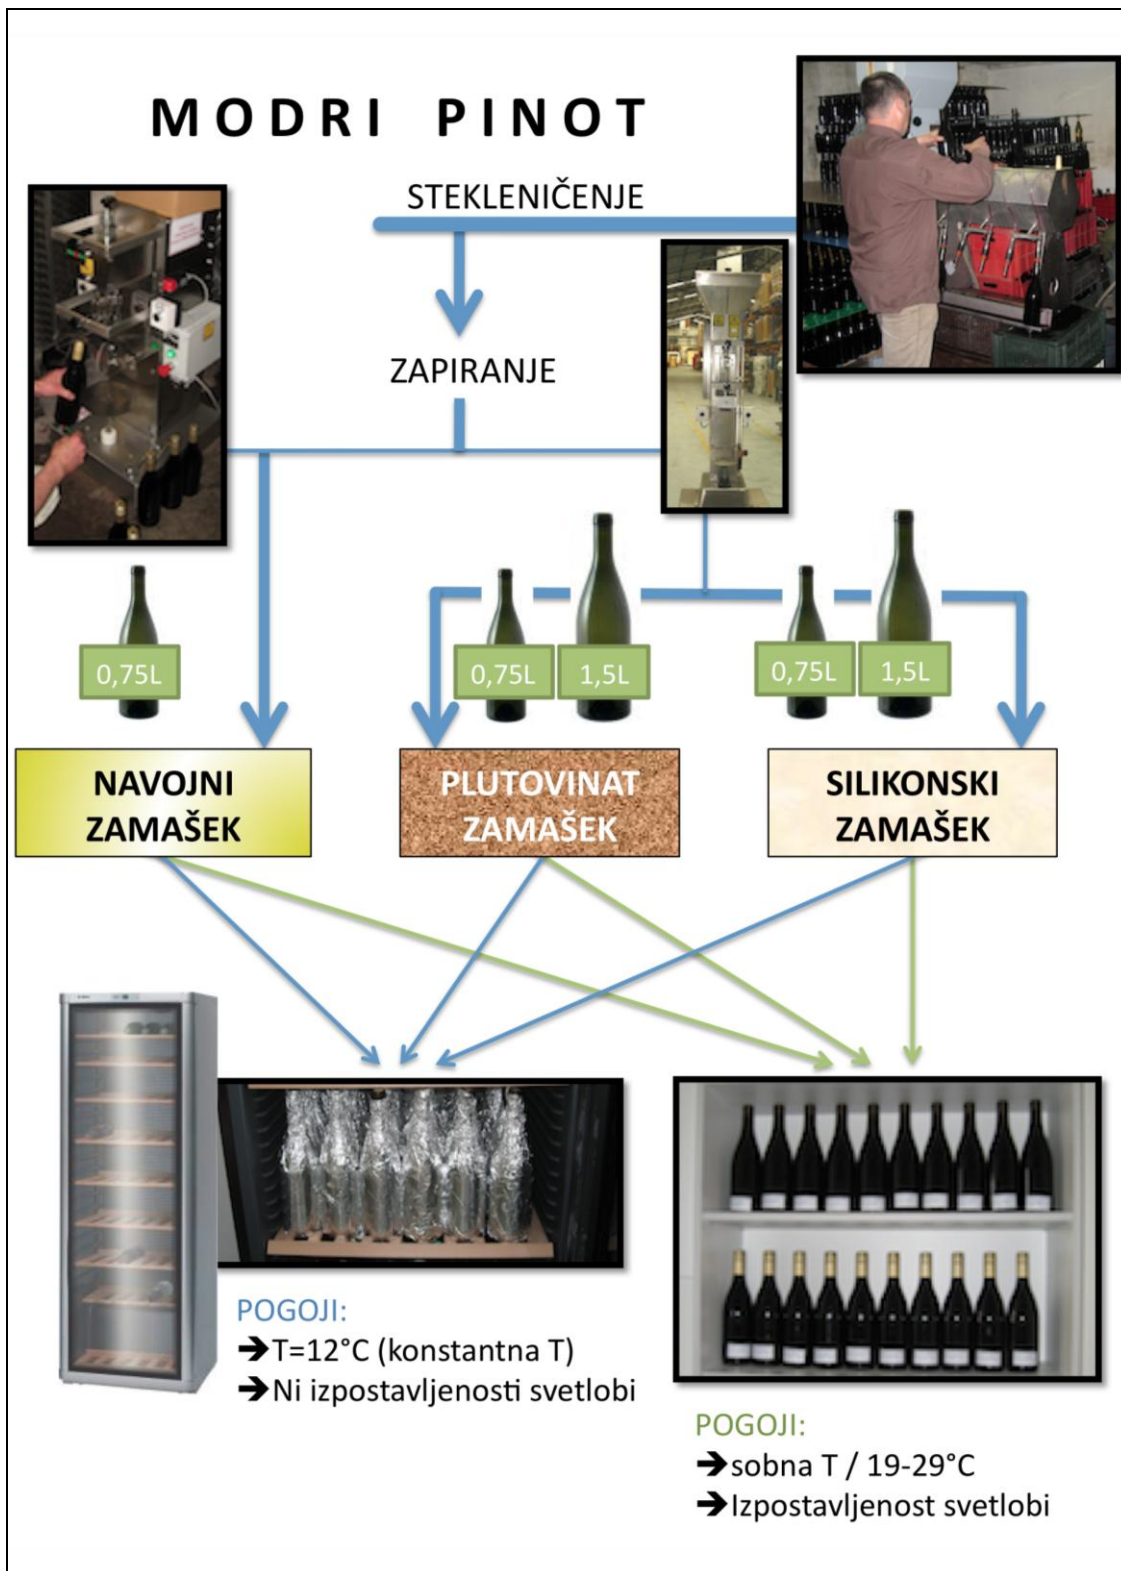 MODRI PINOT
STEKLENIČENJE
ZAPIRANJE
0,75L
0,75L
1,5L
0,75L
1,5L
NAVOJNI
ZAMAŠEK
PLUTOVINAT
ZAMAŠEK
SILIKONSKI
ZAMAŠEK
POGOJI:
➔T=12°C (konstantna T)
➔Ni izpostavljenosti svetlobi
POGOJI:
➔sobna T / 19-29°C
➔Izpostavljenost svetlobi